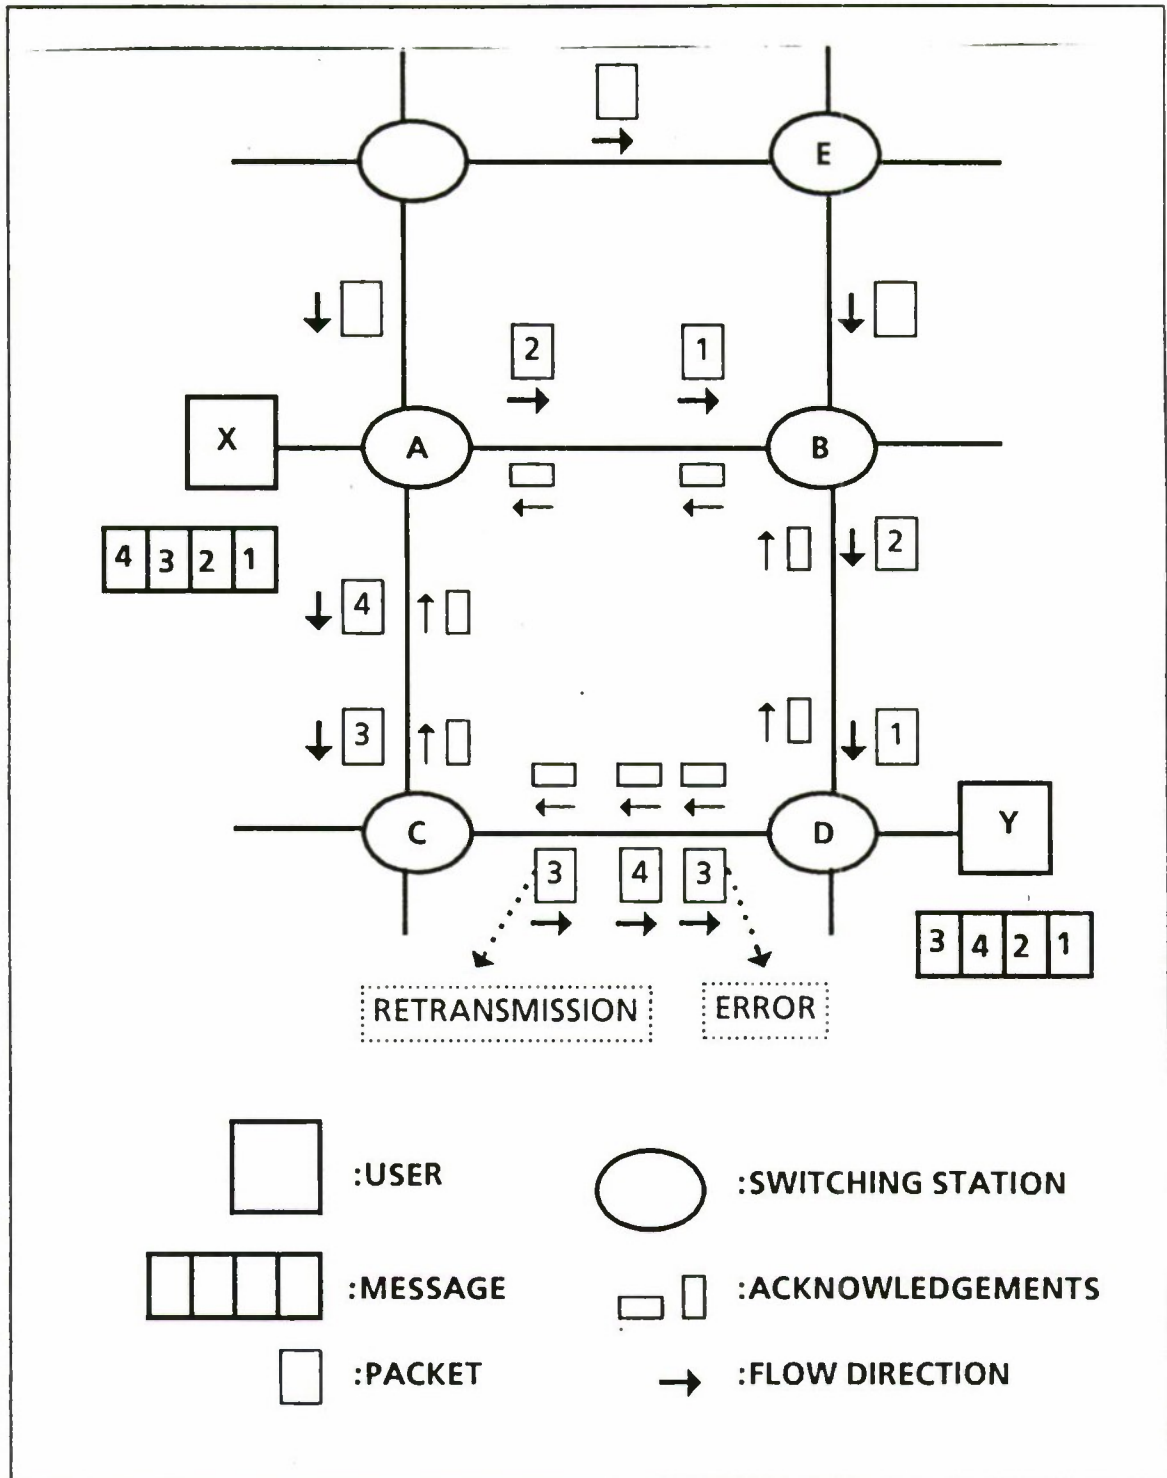 E
2 1
X A B
2
4 3 2 1
4
3 1
C D Y
3 4 3
3 4 2 1
RETRANSMISSION ERROR
:USER :SWITCHING STATION
:MESSAGE :ACKNOWLEDGEMENTS
:PACKET :FLOW DIRECTION